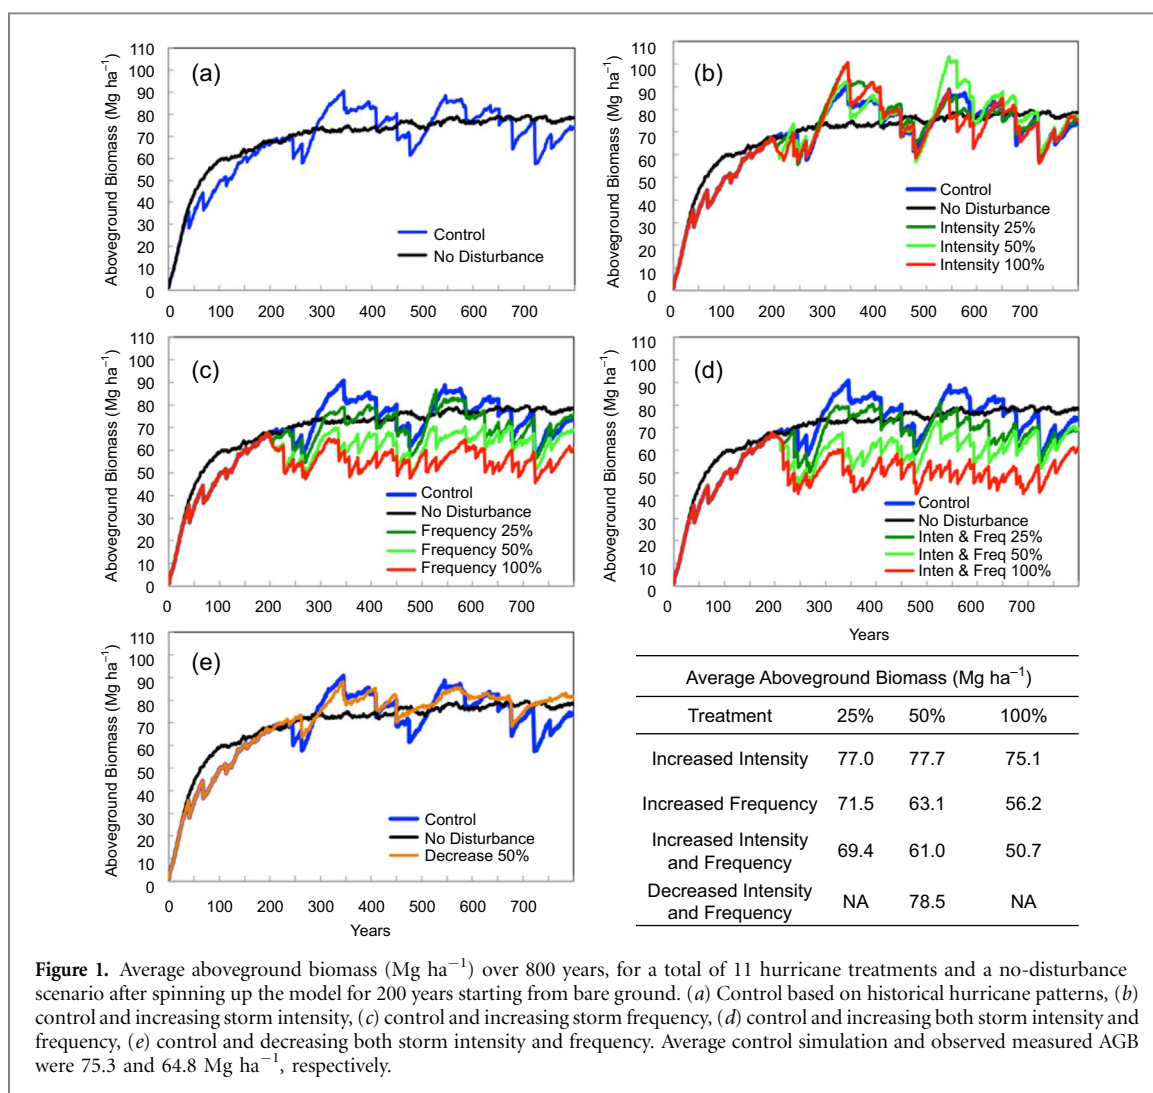 (a)
Aboveground Biomass (Mg ha−1)
110
100
90
80
70
60
50
40
30
20
10
0
Control
No Disturbance
0 100 200 300 400 500 600 700
(b)
Aboveground Biomass (Mg ha−1)
110
100
90
80
70
60
50
40
30
20
10
0
Control
No Disturbance
Intensity 25%
Intensity 50%
Intensity 100%
0 100 200 300 400 500 600 700
(c)
Aboveground Biomass (Mg ha−1)
110
100
90
80
70
60
50
40
30
20
10
0
Control
No Disturbance
Frequency 25%
Frequency 50%
Frequency 100%
0 100 200 300 400 500 600 700
(d)
Aboveground Biomass (Mg ha−1)
110
100
90
80
70
60
50
40
30
20
10
0
Control
No Disturbance
Inten & Freq 25%
Inten & Freq 50%
Inten & Freq 100%
0 100 200 300 400 500 600 700
Years
(e)
Aboveground Biomass (Mg ha−1)
110
100
90
80
70
60
50
40
30
20
10
0
Control
No Disturbance
Decrease 50%
0 100 200 300 400 500 600 700
Years
Average Aboveground Biomass (Mg ha−1)
Treatment 25% 50% 100%
Increased Intensity 77.0 77.7 75.1
Increased Frequency 71.5 63.1 56.2
Increased Intensity
and Frequency 69.4 61.0 50.7
Decreased Intensity
and Frequency NA 78.5 NA
Figure 1. Average aboveground biomass (Mg ha−1) over 800 years, for a total of 11 hurricane treatments and a no-disturbance
scenario after spinning up the model for 200 years starting from bare ground. (a) Control based on historical hurricane patterns, (b)
control and increasing storm intensity, (c) control and increasing storm frequency, (d) control and increasing both storm intensity and
frequency, (e) control and decreasing both storm intensity and frequency. Average control simulation and observed measured AGB
were 75.3 and 64.8 Mg ha−1, respectively.